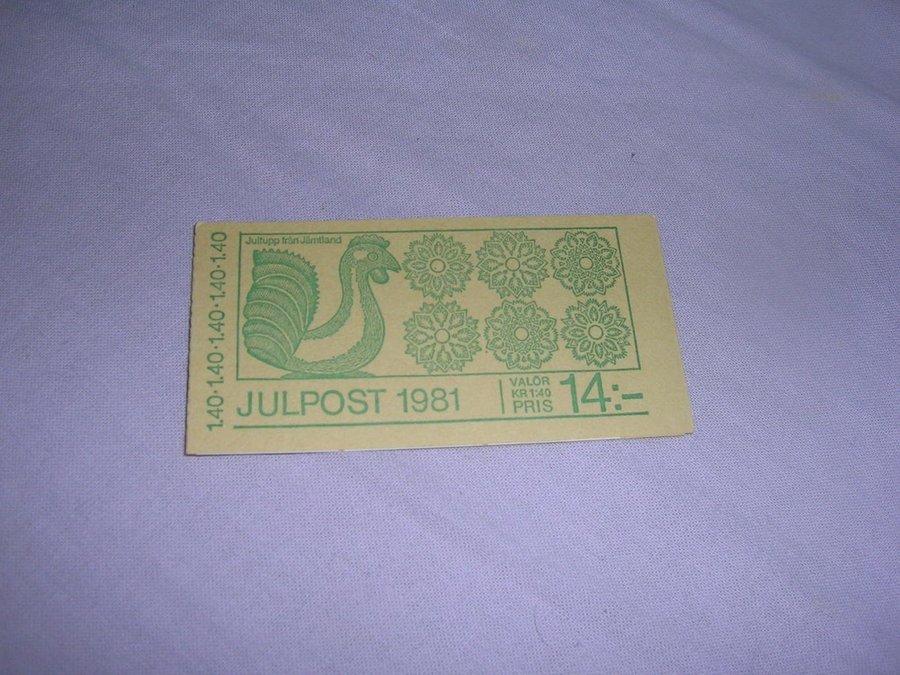 Jultupp från Jämtland
1.40·1.40·1.40·1.40·1.40
JULPOST 1981
VALÖR
KR 1:40
PRIS
14:-